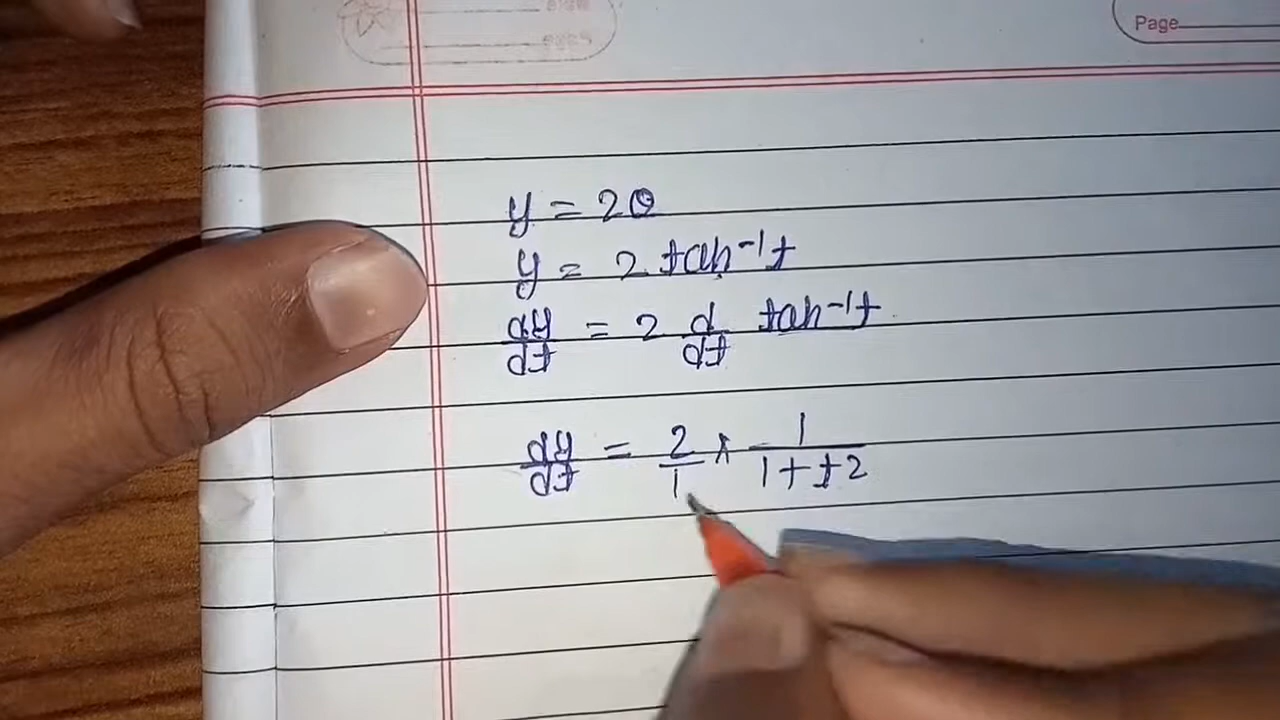 Page
y = 2θ
y = 2 tan⁻¹t
dy/dt = 2 d/dt tan⁻¹t
dy/dt = 2/1 × 1/1+t2